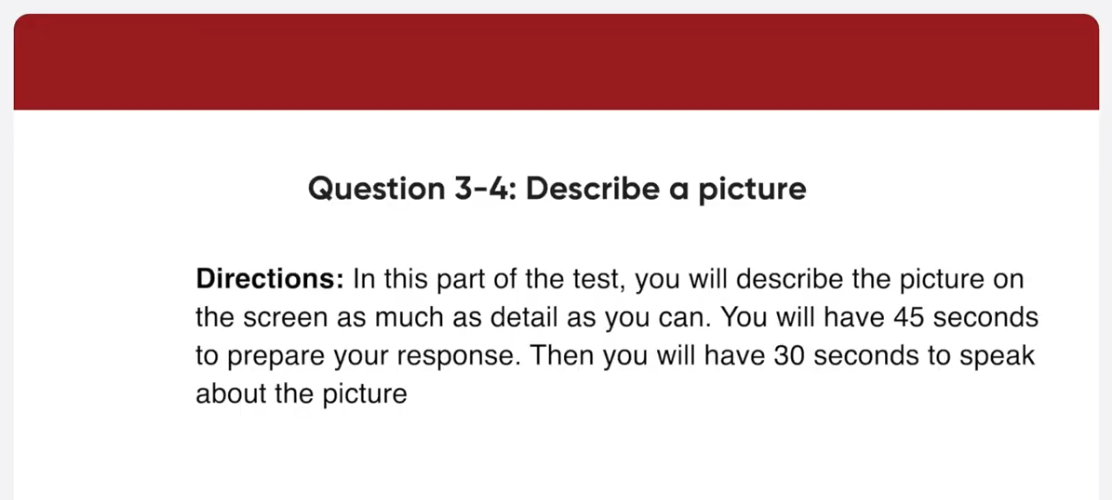 Question 3-4: Describe a picture
Directions: In this part of the test, you will describe the picture on
the screen as much as detail as you can. You will have 45 seconds
to prepare your response. Then you will have 30 seconds to speak
about the picture